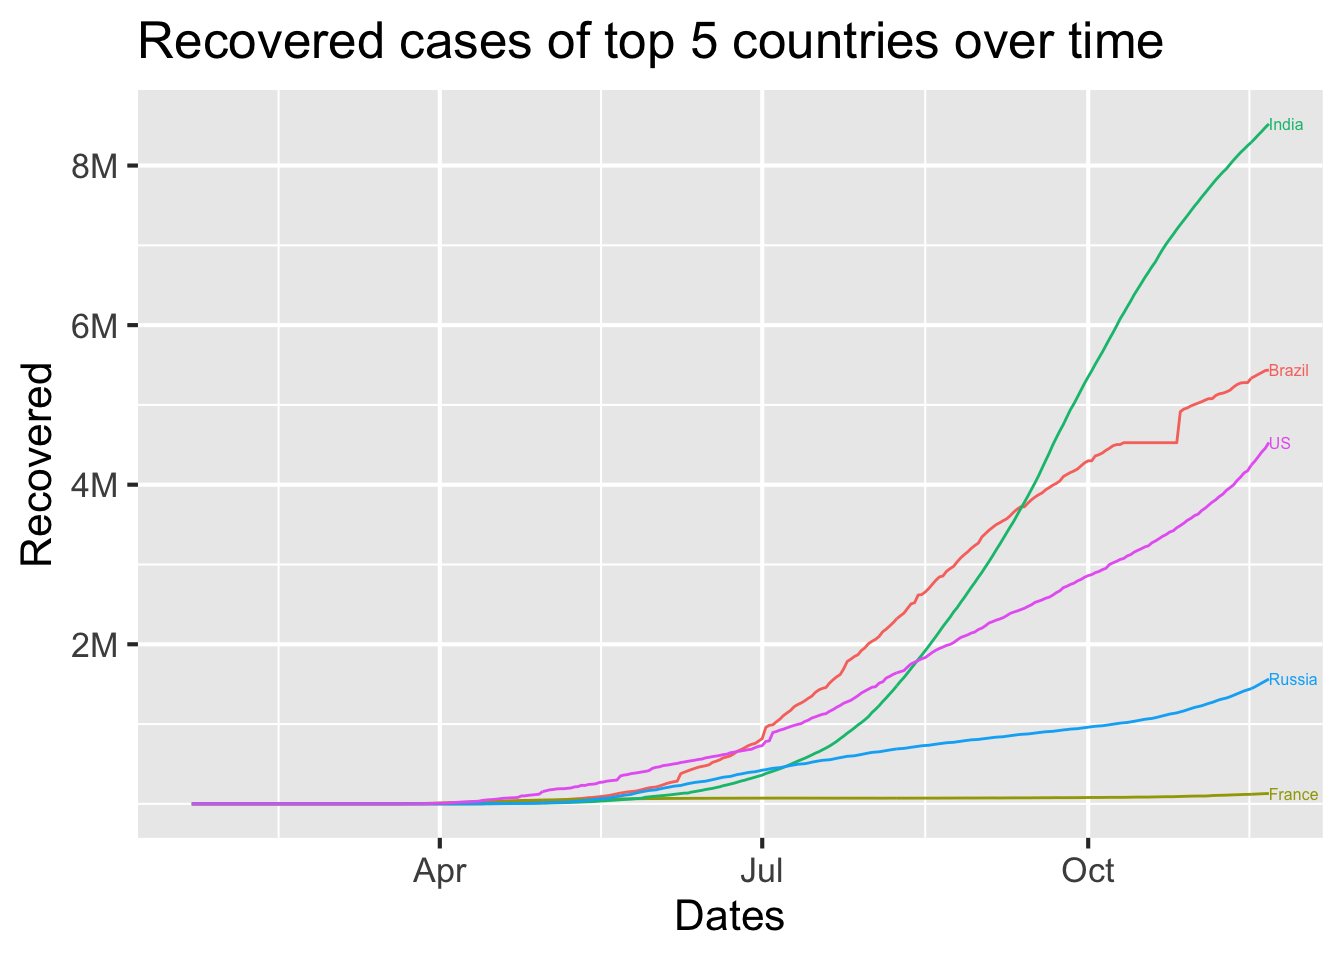 Recovered cases of top 5 countries over time
India
8M
6M
Brazil
US
4M
2M
Russia
France
Recovered
Apr
Jul
Oct
Dates